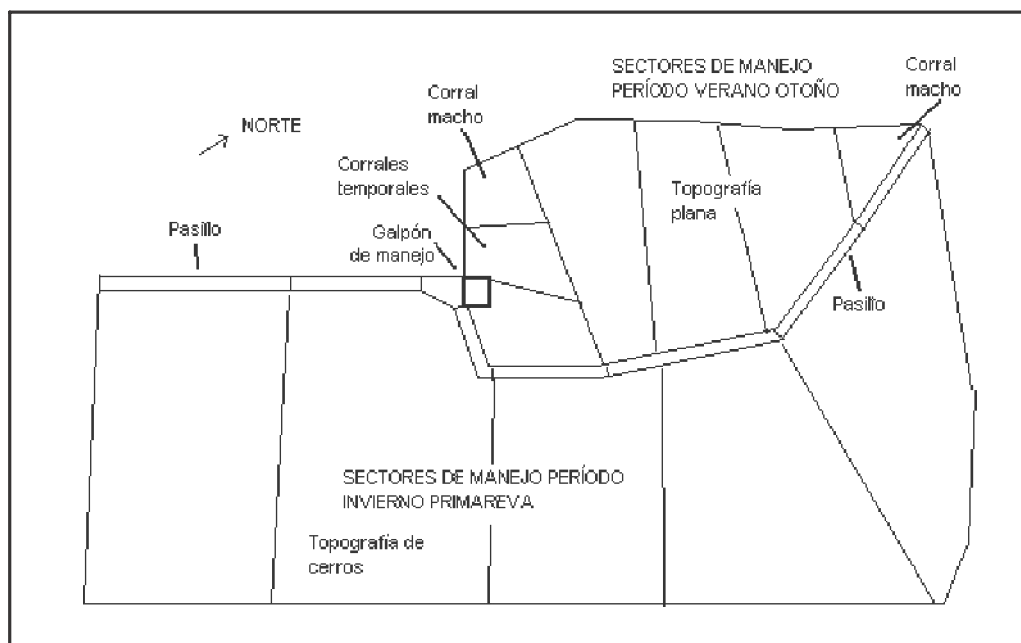 SECTORES DE MANEJO
PERÍODO VERANO OTOÑO
Corral
macho
Corral
macho
NORTE
Corrales
temporales
Topografía
plana
Pasillo
Galpón
de manejo
Pasillo
SECTORES DE MANEJO PERÍODO
INVIERNO PRIMAREVA
Topografía de
cerros